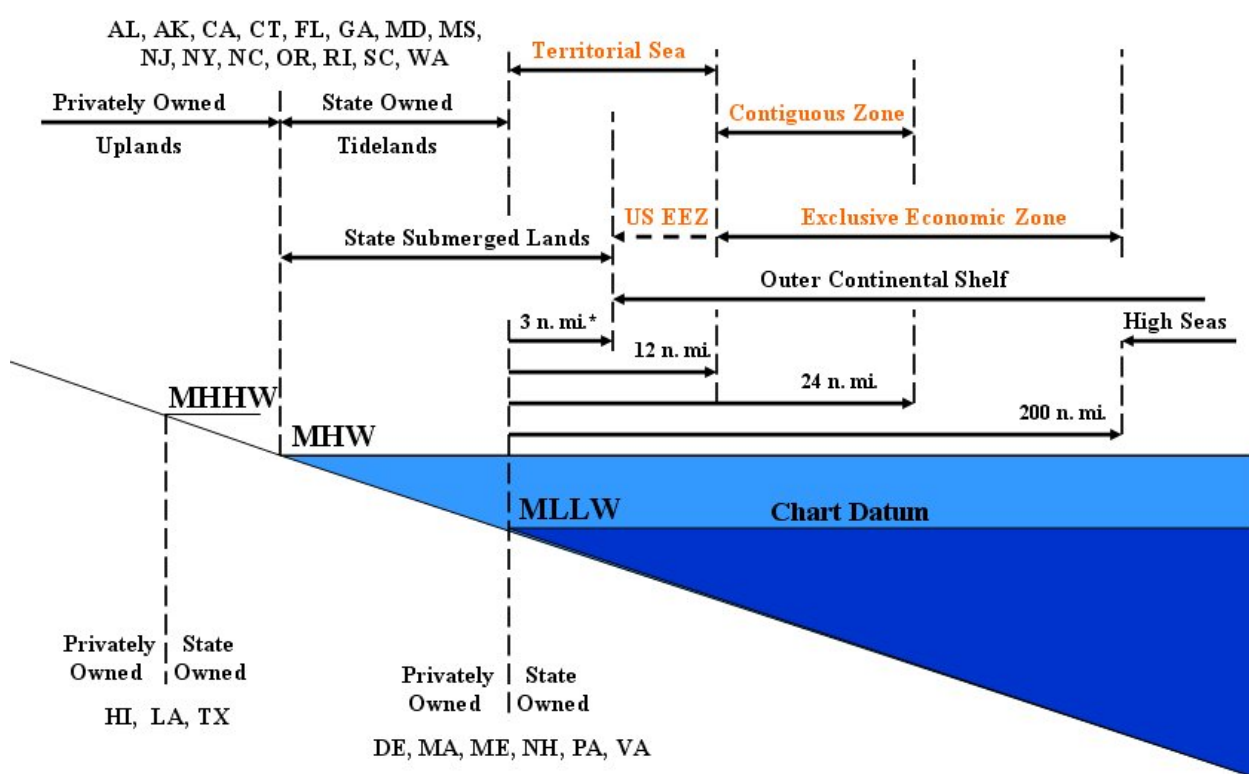 AL, AK, CA, CT, FL, GA, MD, MS,
NJ, NY, NC, OR, RI, SC, WA
Territorial Sea
Privately Owned
State Owned
Contiguous Zone
Uplands
Tidelands
US EEZ
Exclusive Economic Zone
State Submerged Lands
Outer Continental Shelf
3 n. mi.*
High Seas
12 n. mi.
24 n. mi.
200 n. mi.
MHHW
MHW
MLLW
Chart Datum
Privately
Owned
State
Owned
HI, LA, TX
Privately
Owned
State
Owned
DE, MA, ME, NH, PA, VA